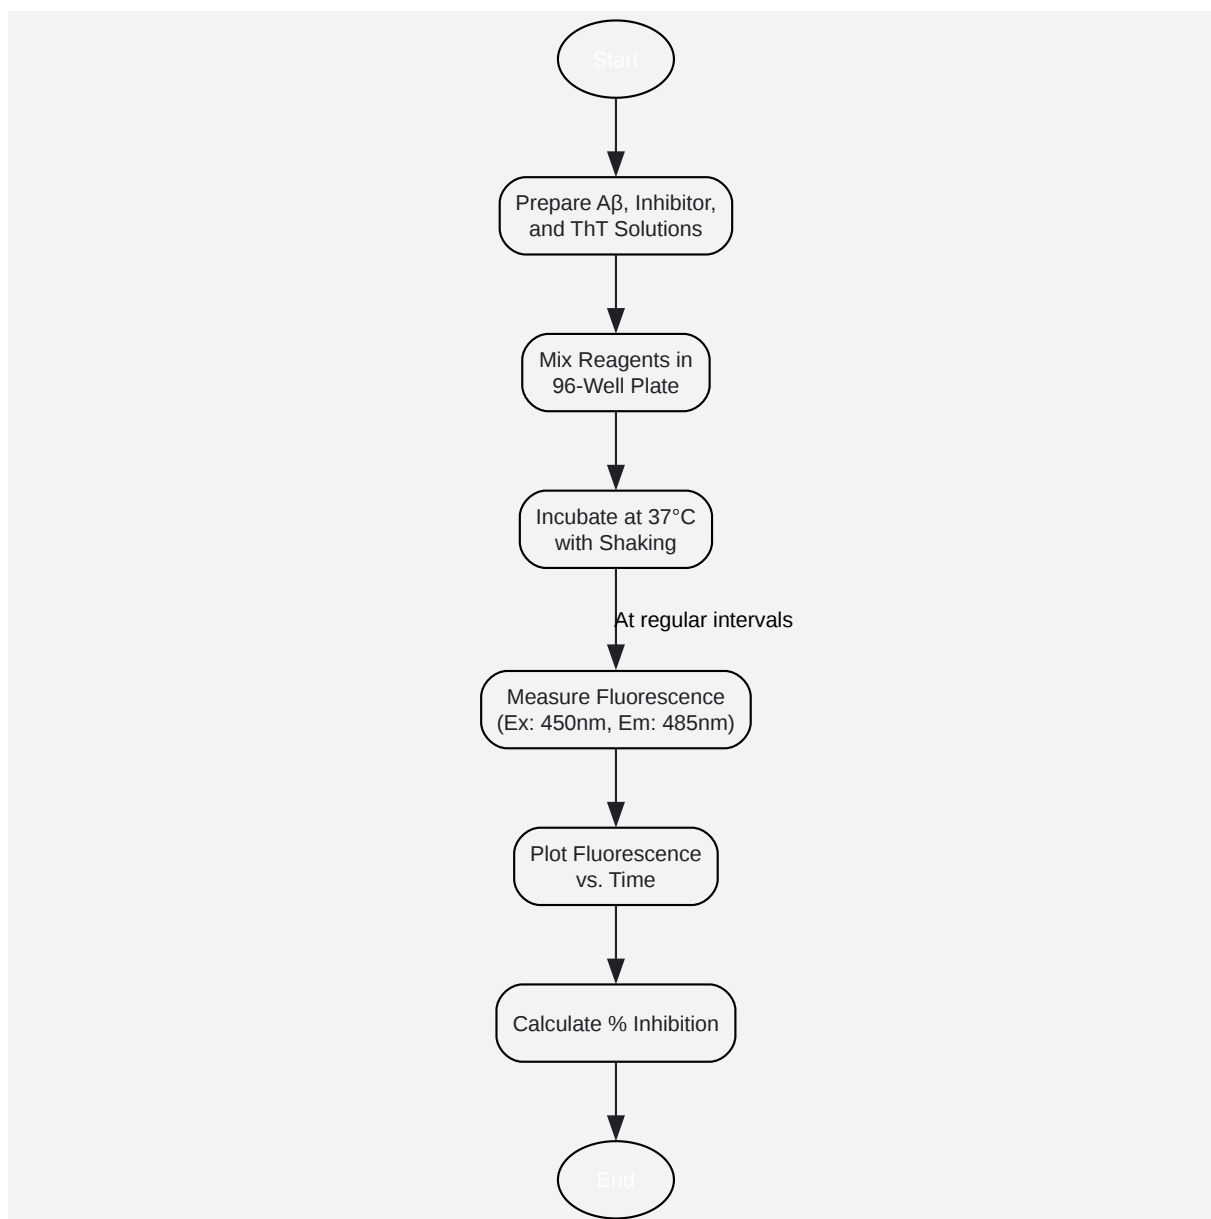 Start
Prepare Aβ, Inhibitor,
and ThT Solutions
Mix Reagents in
96-Well Plate
Incubate at 37°C
with Shaking
At regular intervals
Measure Fluorescence
(Ex: 450nm, Em: 485nm)
Plot Fluorescence
vs. Time
Calculate % Inhibition
End